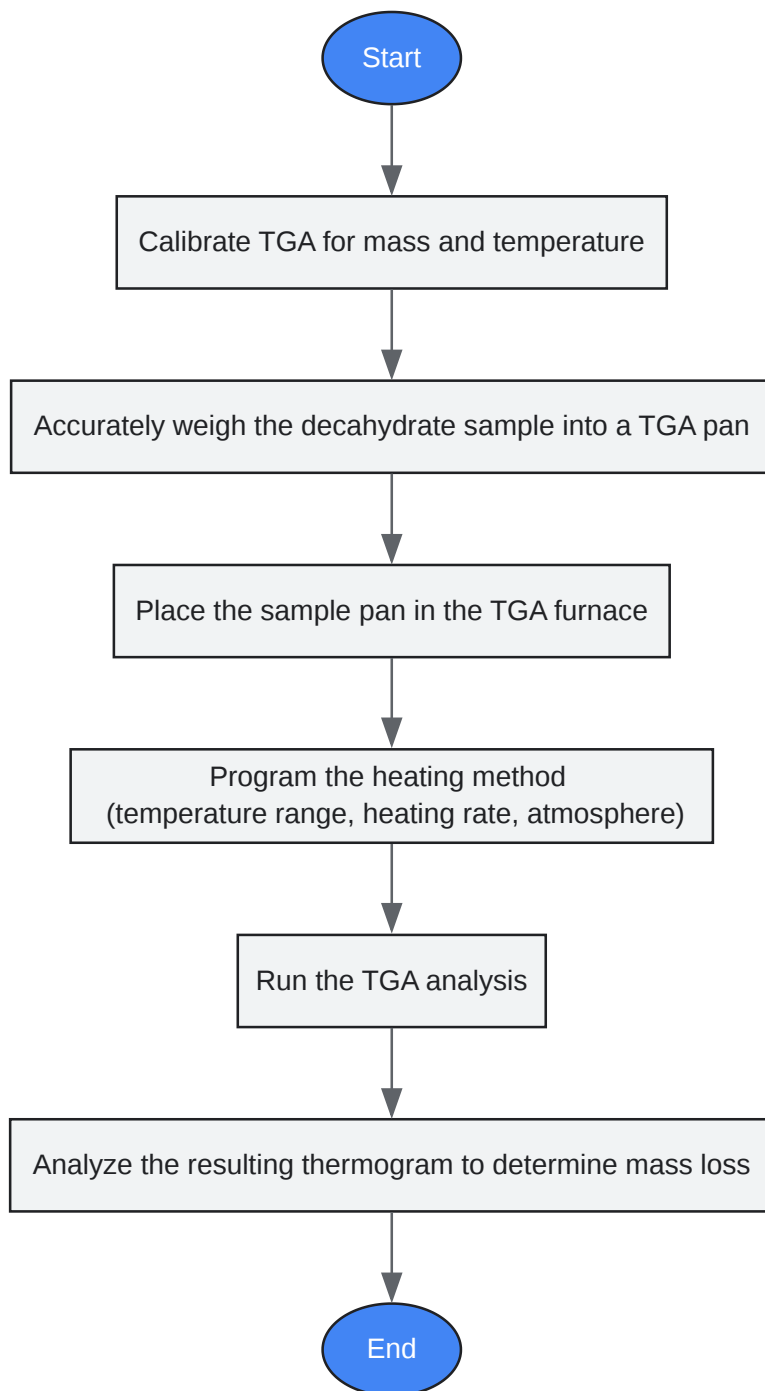 Start
Calibrate TGA for mass and temperature
Accurately weigh the decahydrate sample into a TGA pan
Place the sample pan in the TGA furnace
Program the heating method
(temperature range, heating rate, atmosphere)
Run the TGA analysis
Analyze the resulting thermogram to determine mass loss
End